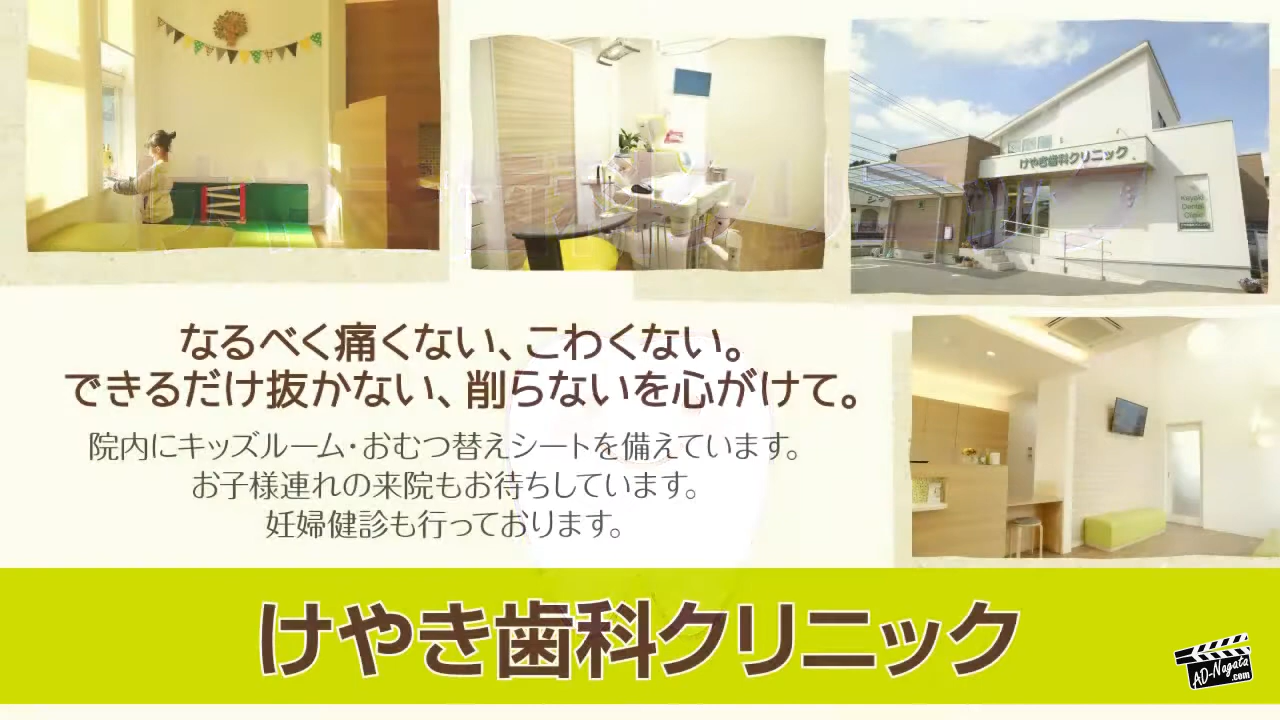 けやき歯科クリニック
Keyaki
Dental
Clinic
なるべく痛くない、こわくない。
できるだけ抜かない、削らないを心がけて。
院内にキッズルーム・おむつ替えシートを備えています。
お子様連れの来院もお待ちしています。
妊婦健診も行っております。
けやき歯科クリニック
AD-Nagata
.com